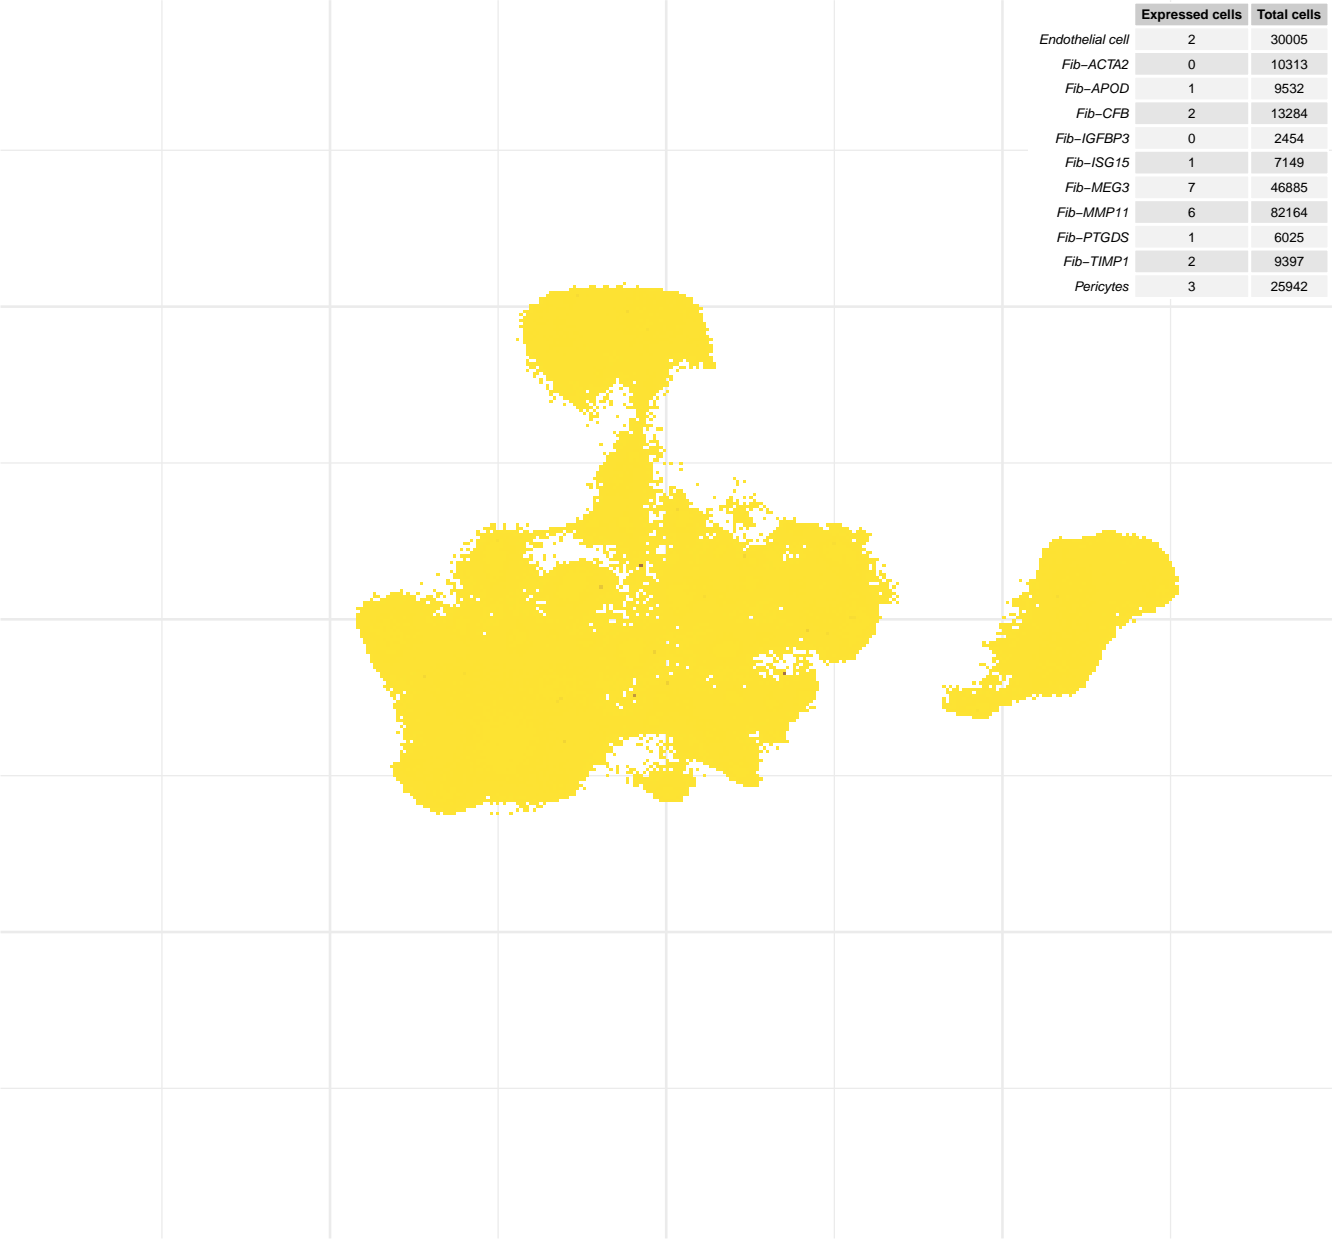 Expressed cells Total cells
Endothelial cell 2 30005
Fib−ACTA2 0 10313
Fib−APOD 1 9532
Fib−CFB 2 13284
Fib−IGFBP3 0 2454
Fib−ISG15 1 7149
Fib−MEG3 7 46885
Fib−MMP11 6 82164
Fib−PTGDS 1 6025
Fib−TIMP1 2 9397
Pericytes 3 25942